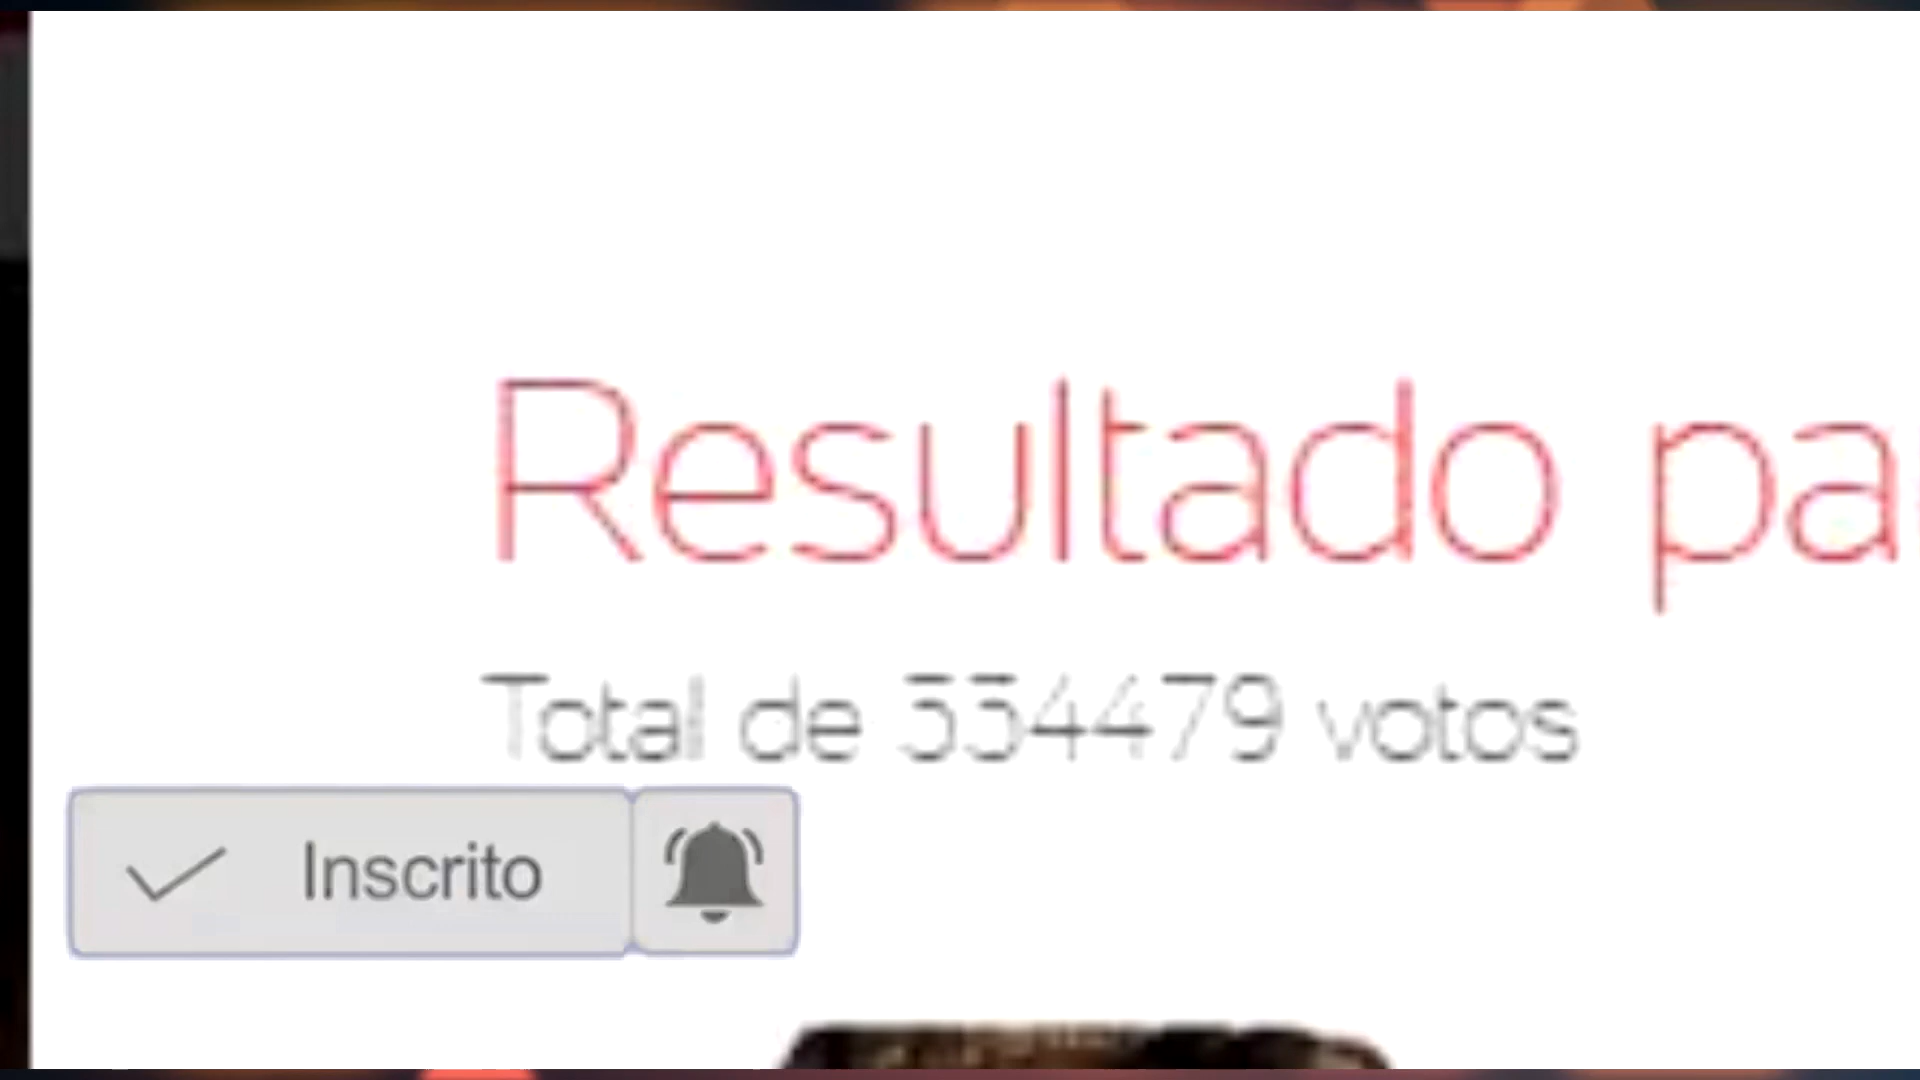 Resultado pa
Total de 334479 votos
Inscrito